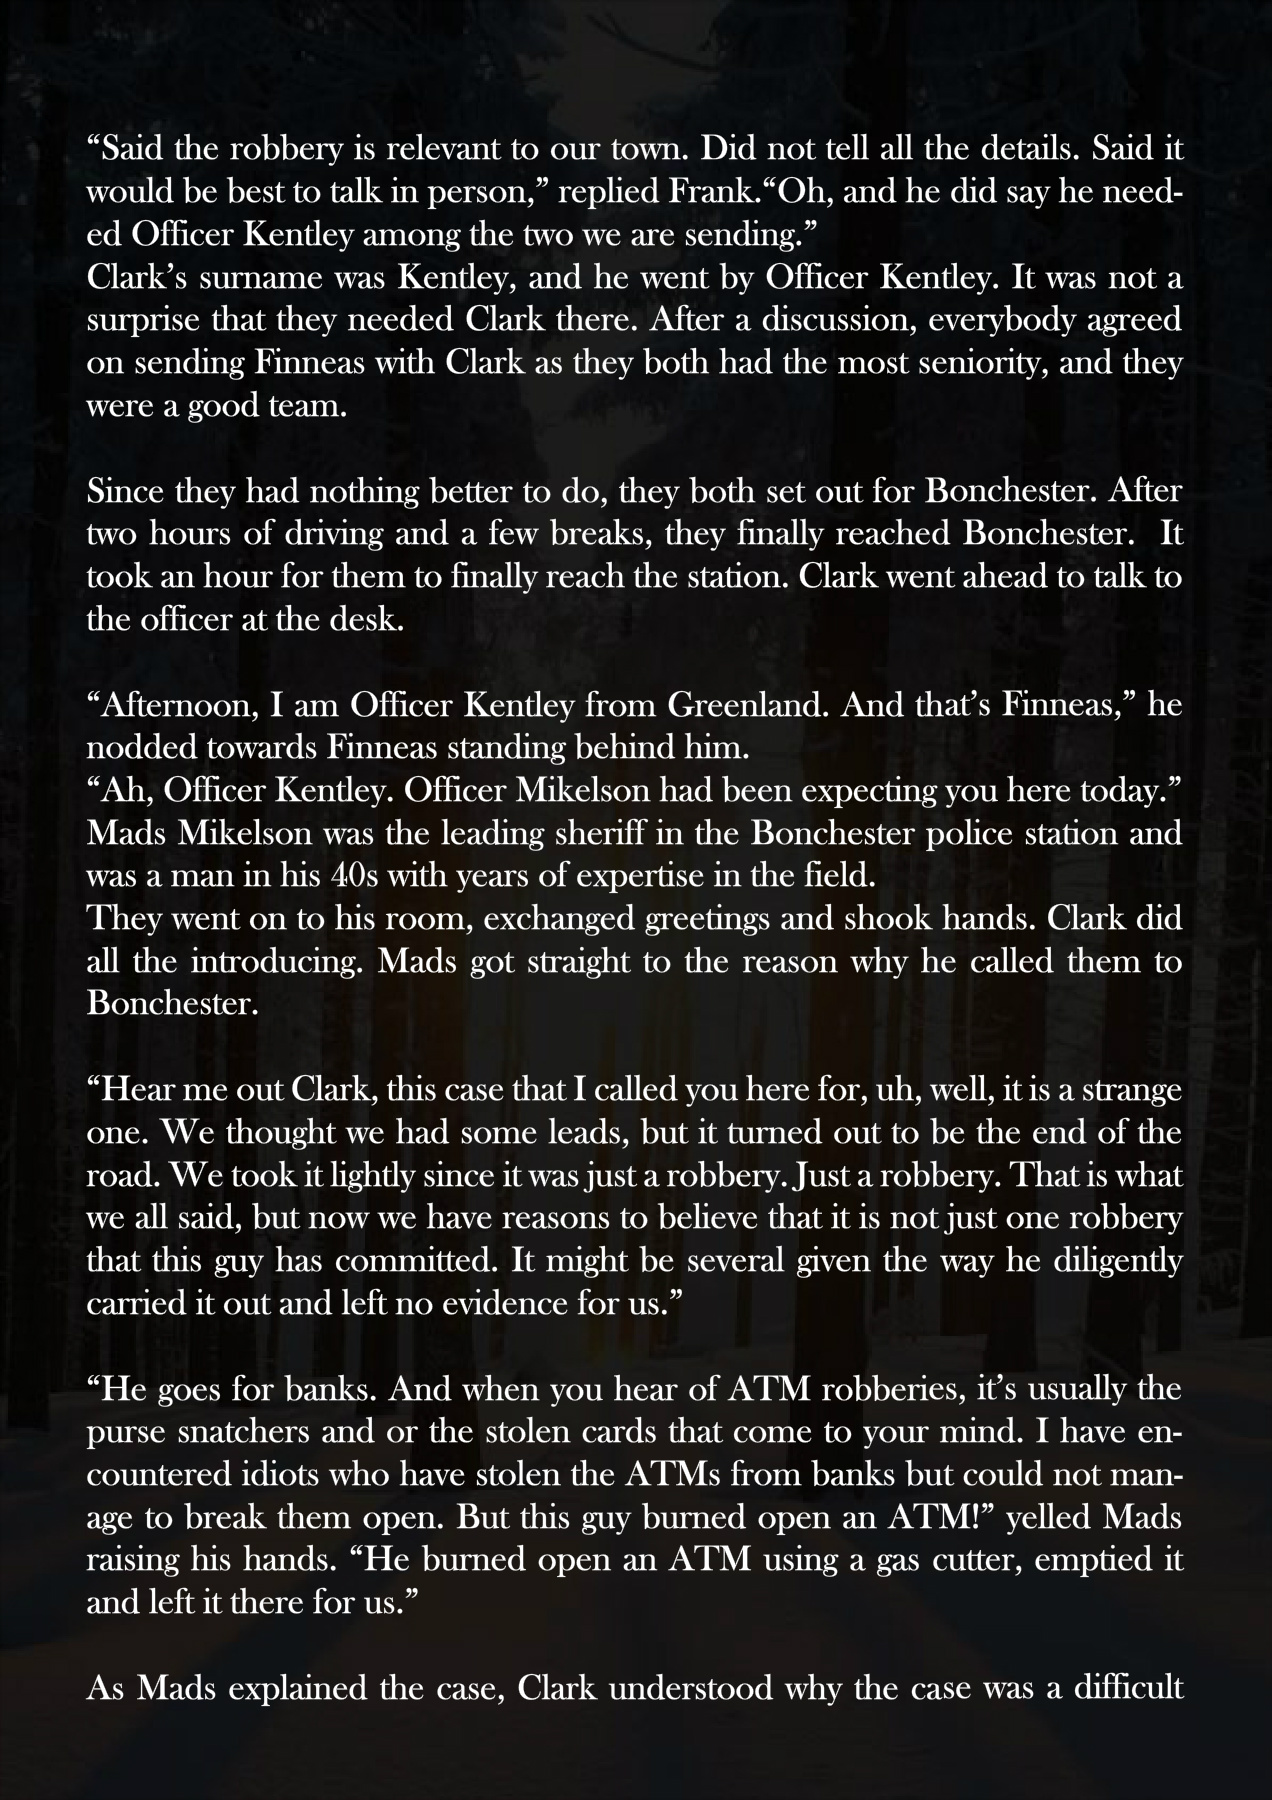 “Said the robbery is relevant to our town. Did not tell all the details. Said it
would be best to talk in person,” replied Frank.“Oh, and he did say he need-
ed Officer Kentley among the two we are sending.”
Clark’s surname was Kentley, and he went by Officer Kentley. It was not a
surprise that they needed Clark there. After a discussion, everybody agreed
on sending Finneas with Clark as they both had the most seniority, and they
were a good team.
Since they had nothing better to do, they both set out for Bonchester. After
two hours of driving and a few breaks, they finally reached Bonchester.  It
took an hour for them to finally reach the station. Clark went ahead to talk to
the officer at the desk.
“Afternoon, I am Officer Kentley from Greenland. And that’s Finneas,” he
nodded towards Finneas standing behind him.
“Ah, Officer Kentley. Officer Mikelson had been expecting you here today.”
Mads Mikelson was the leading sheriff in the Bonchester police station and
was a man in his 40s with years of expertise in the field.
They went on to his room, exchanged greetings and shook hands. Clark did
all the introducing. Mads got straight to the reason why he called them to
Bonchester.
“Hear me out Clark, this case that I called you here for, uh, well, it is a strange
one. We thought we had some leads, but it turned out to be the end of the
road. We took it lightly since it was just a robbery. Just a robbery. That is what
we all said, but now we have reasons to believe that it is not just one robbery
that this guy has committed. It might be several given the way he diligently
carried it out and left no evidence for us.”
“He goes for banks. And when you hear of ATM robberies, it’s usually the
purse snatchers and or the stolen cards that come to your mind. I have en-
countered idiots who have stolen the ATMs from banks but could not man-
age to break them open. But this guy burned open an ATM!” yelled Mads
raising his hands. “He burned open an ATM using a gas cutter, emptied it
and left it there for us.”
As Mads explained the case, Clark understood why the case was a difficult